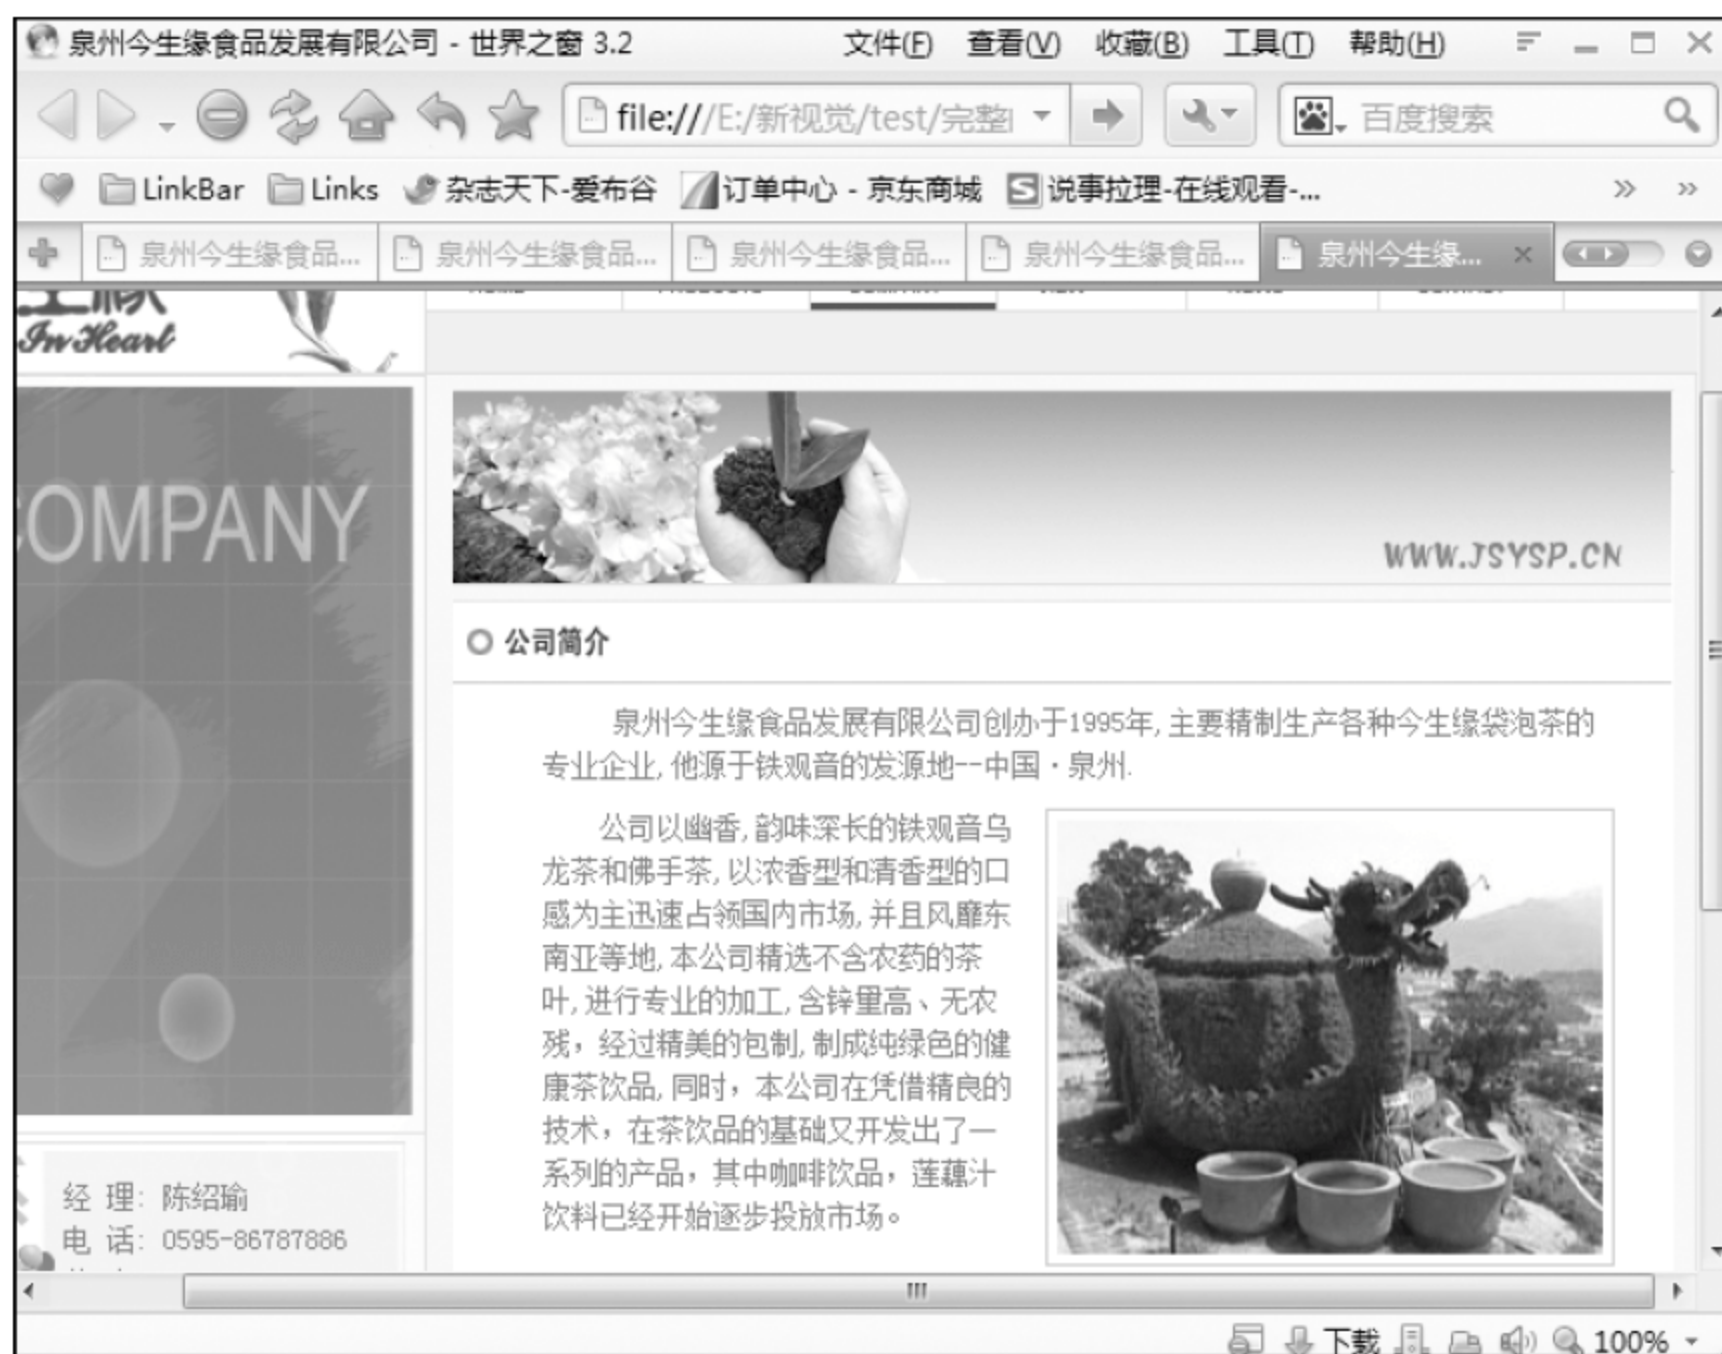 泉州今生缘食品发展有限公司 - 世界之窗 3.2 文件(F) 查看(V) 收藏(B) 工具(T) 帮助(H)
file:///E:/新视觉/test/完整 百度搜索
LinkBar Links 杂志天下-爱布谷 订单中心 - 京东商城 说事拉理-在线观看-...
泉州今生缘食品... 泉州今生缘食品... 泉州今生缘食品... 泉州今生缘食品... 泉州今生缘...
In Heart
OMPANY
WWW.JSYSP.CN
公司简介
泉州今生缘食品发展有限公司创办于1995年,主要精制生产各种今生缘袋泡茶的
专业企业,他源于铁观音的发源地--中国·泉州.
公司以幽香,韵味深长的铁观音乌
龙茶和佛手茶,以浓香型和清香型的口
感为主迅速占领国内市场,并且风靡东
南亚等地,本公司精选不含农药的茶
叶,进行专业的加工,含锌量高、无农
残，经过精美的包制,制成纯绿色的健
康茶饮品,同时，本公司在凭借精良的
技术，在茶饮品的基础又开发出了一
系列的产品，其中咖啡饮品，莲藕汁
饮料已经开始逐步投放市场。
经 理: 陈绍瑜
电 话: 0595-86787886
下载 100%